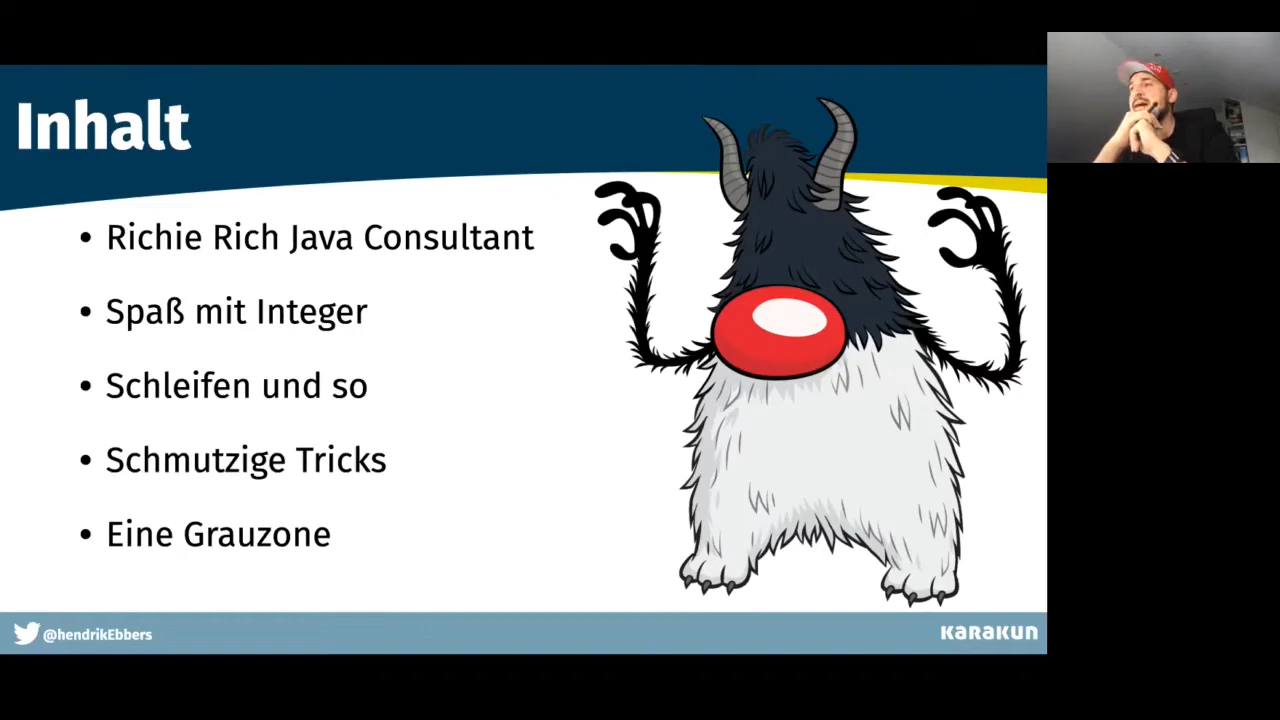 Inhalt
• Richie Rich Java Consultant
• Spaß mit Integer
• Schleifen und so
• Schmutzige Tricks
• Eine Grauzone
@hendrikEbbers
KARAKUN